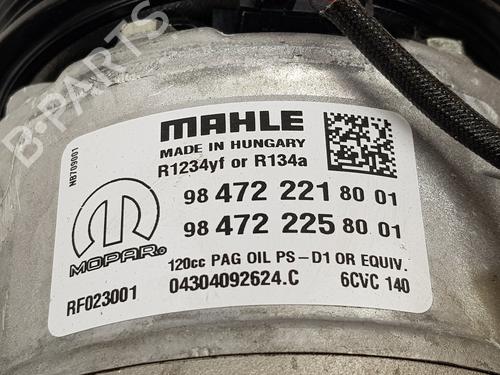 MAHLE
MADE IN HUNGARY
R1234yf or R134a
NB709001
98 472 221 80 01
98 472 225 80 01
MOPAR®
120cc PAG OIL PS-D1 OR EQUIV.
RF023001 04304092624.C 6CVC 140
B-PARTS